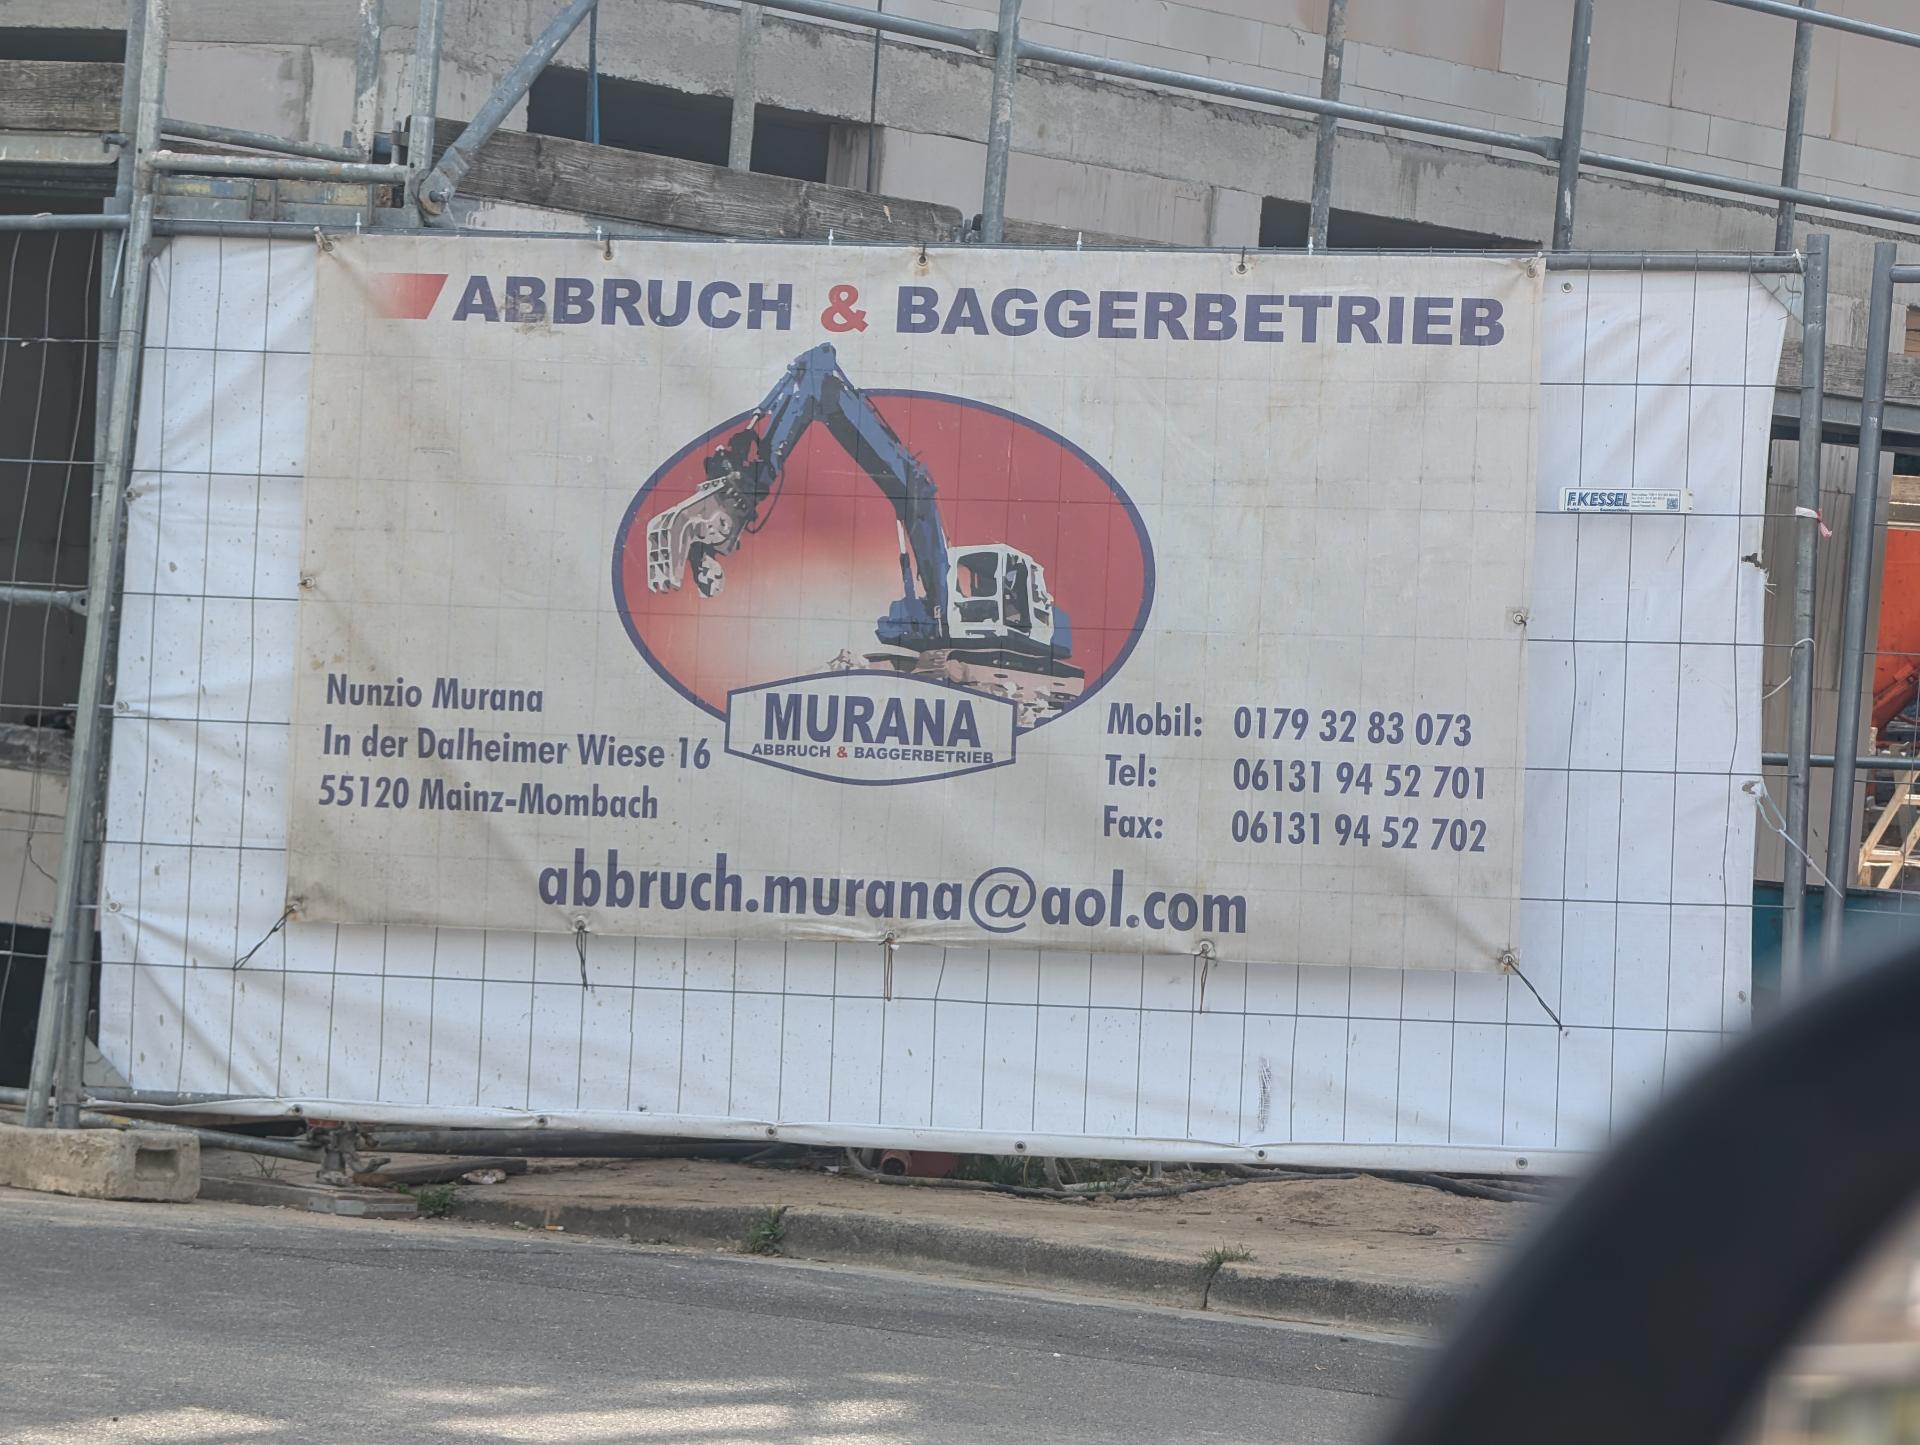 ABBRUCH & BAGGERBETRIEB
Nunzio Murana
In der Dalheimer Wiese 16
55120 Mainz-Mombach
MURANA
ABBRUCH & BAGGERBETRIEB
Mobil: 0179 32 83 073
Tel: 06131 94 52 701
Fax: 06131 94 52 702
abbruch.murana@aol.com
F.KESSEL